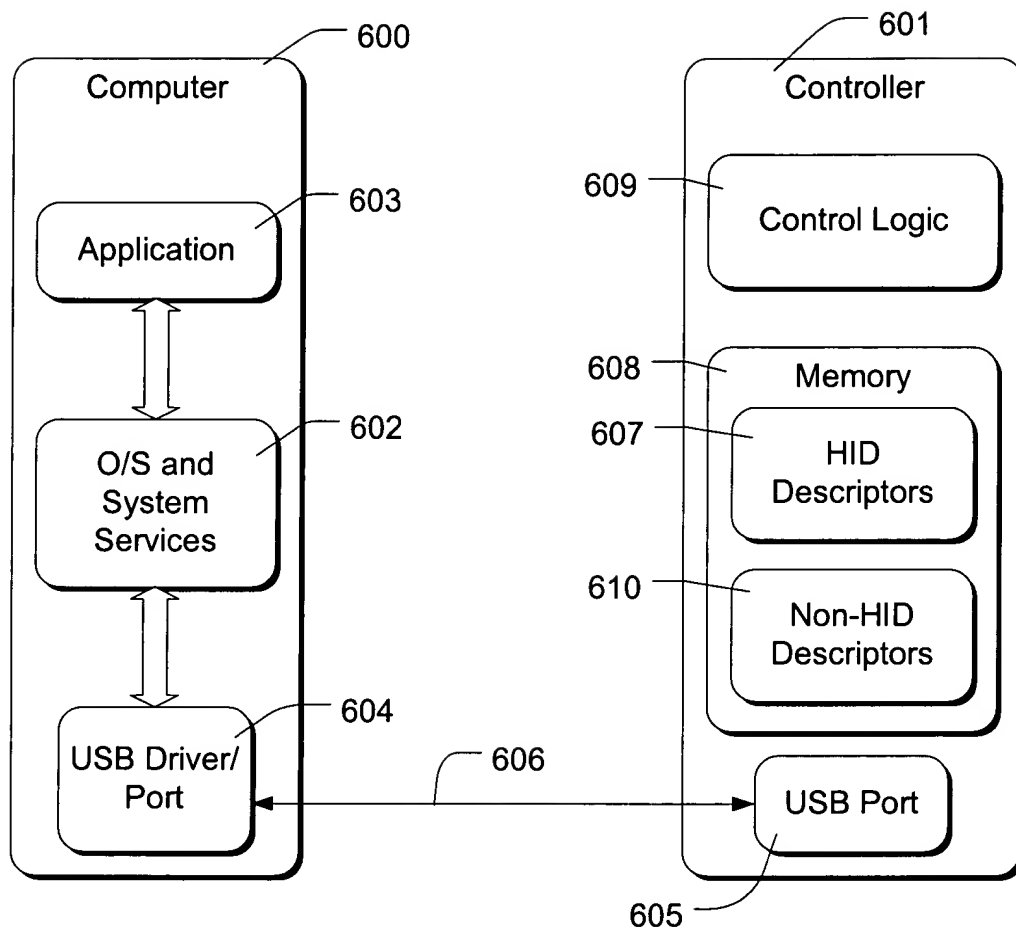 600
601
Computer
Controller
609
Control Logic
603
Application
608
Memory
602
607
O/S and
System
Services
HID
Descriptors
610
Non-HID
Descriptors
604
USB Driver/
Port
606
USB Port
605